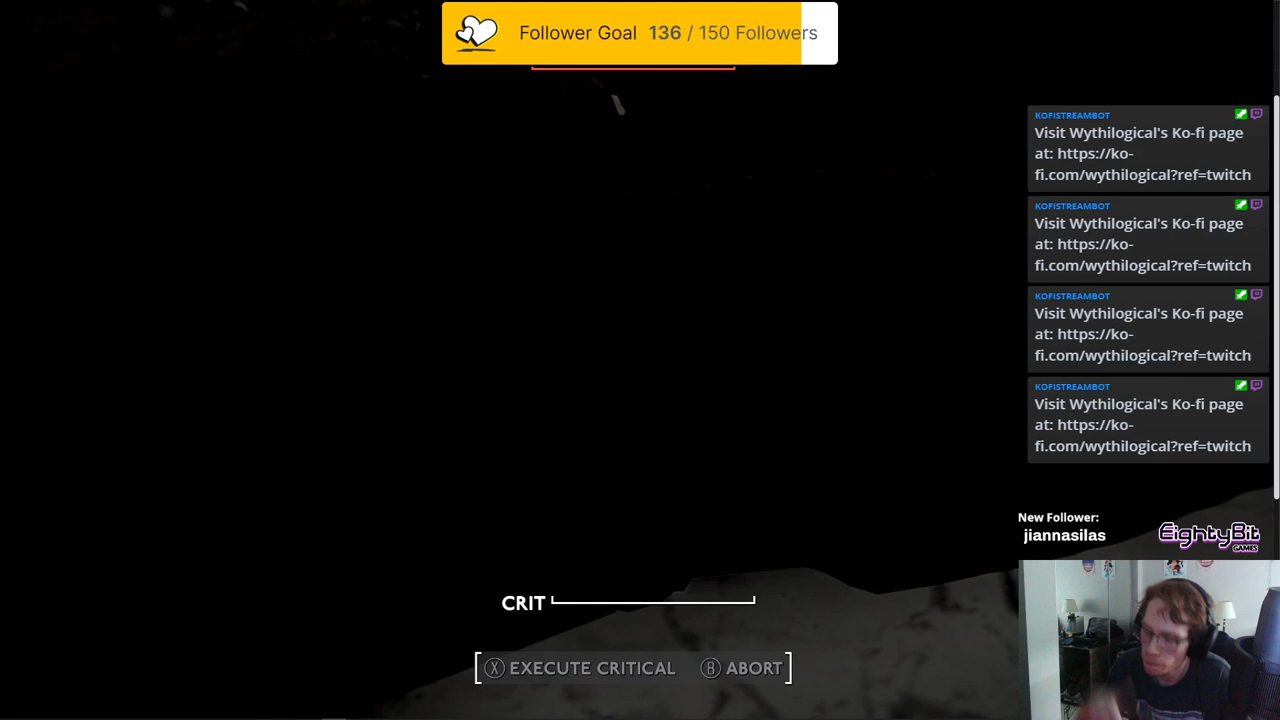 Follower Goal 136 / 150 Followers
KOFISTREAMBOT
Visit Wythilogical's Ko-fi page
at: https://ko-
fi.com/wythilogical?ref=twitch
KOFISTREAMBOT
Visit Wythilogical's Ko-fi page
at: https://ko-
fi.com/wythilogical?ref=twitch
KOFISTREAMBOT
Visit Wythilogical's Ko-fi page
at: https://ko-
fi.com/wythilogical?ref=twitch
KOFISTREAMBOT
Visit Wythilogical's Ko-fi page
at: https://ko-
fi.com/wythilogical?ref=twitch
New Follower:
jiannasilas
EightyBit
GAMES
CRIT
X EXECUTE CRITICAL B ABORT